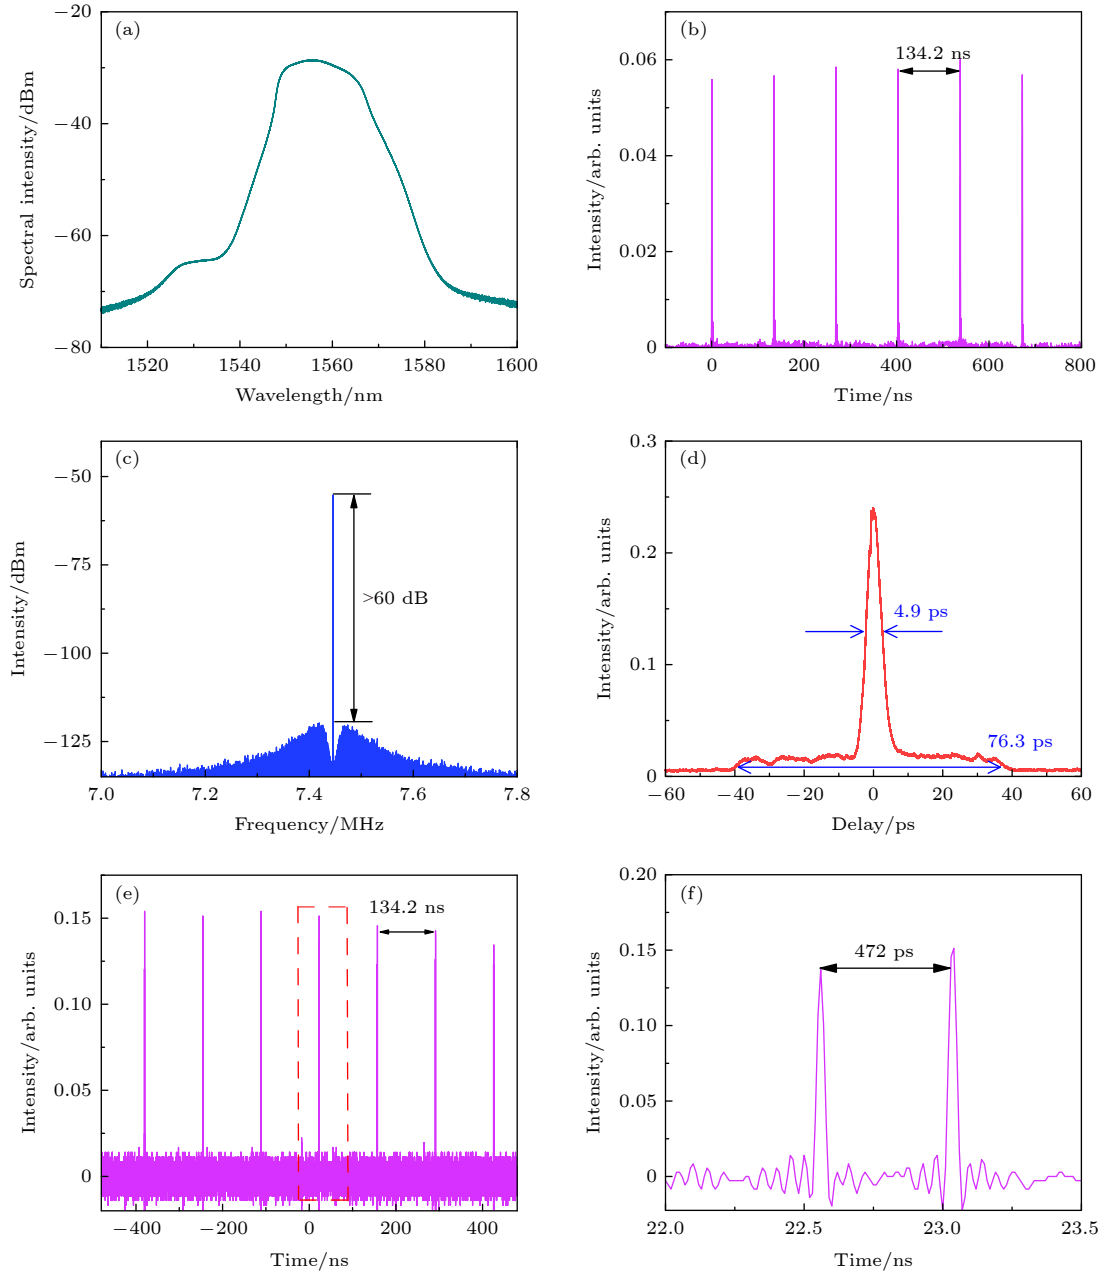 (a)
−20
−40
−60
−80
Spectral intensity/dBm
1520 1540 1560 1580 1600
Wavelength/nm
(b)
134.2 ns
0.06
0.04
0.02
0
Intensity/arb. units
0 200 400 600 800
Time/ns
(c)
−50
−75
−100
−125
Intensity/dBm
>60 dB
7.0 7.2 7.4 7.6 7.8
Frequency/MHz
(d)
0.3
0.2
0.1
0
Intensity/arb. units
4.9 ps
76.3 ps
−60 −40 −20 0 20 40 60
Delay/ps
(e)
134.2 ns
0.15
0.10
0.05
0
Intensity/arb. units
−400 −200 0 200 400
Time/ns
(f)
472 ps
0.20
0.15
0.10
0.05
0
Intensity/arb. units
22.0 22.5 23.0 23.5
Time/ns